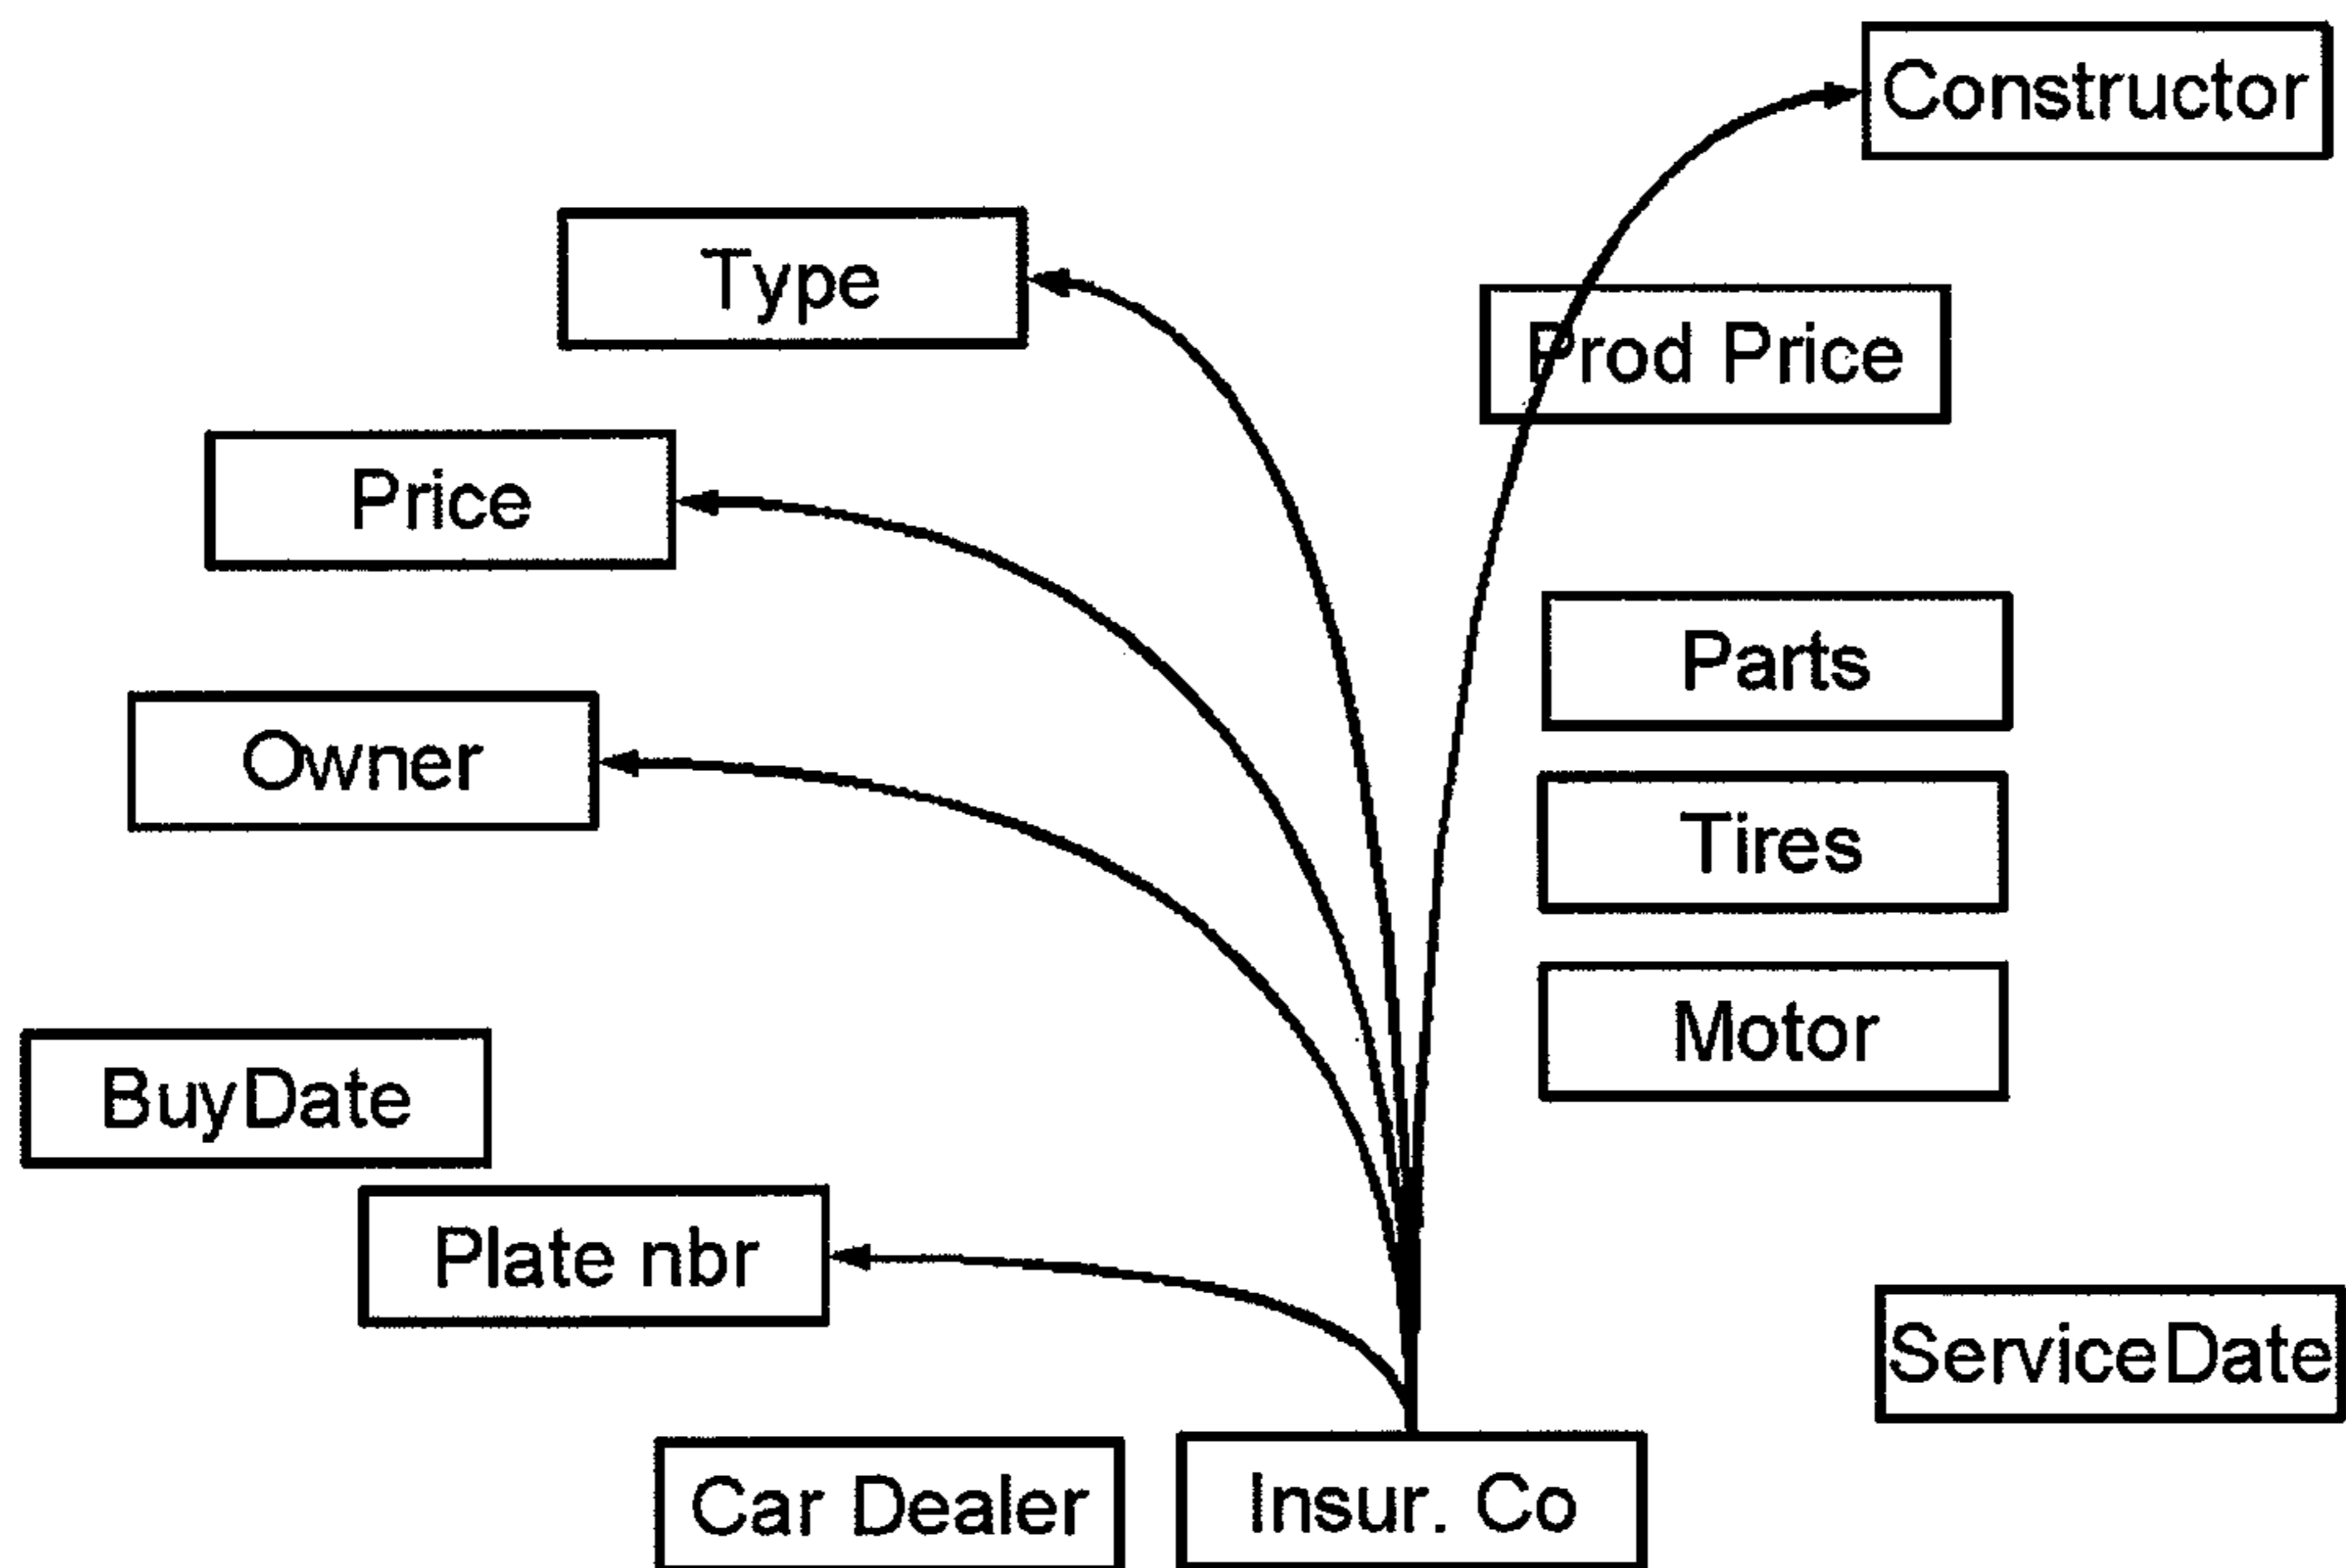 Constructor
Type
Prod Price
Price
Parts
Owner
Tires
Motor
BuyDate
Plate nbr
ServiceDate
Car Dealer
Insur. Co